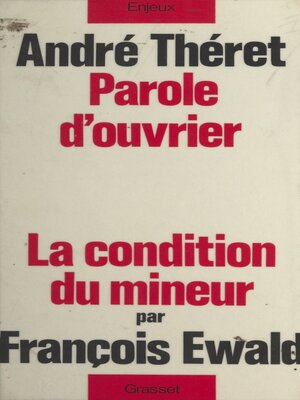 Enjeux
André Théret
Parole
d'ouvrier
La condition
du mineur
par
François Ewald
Grasset